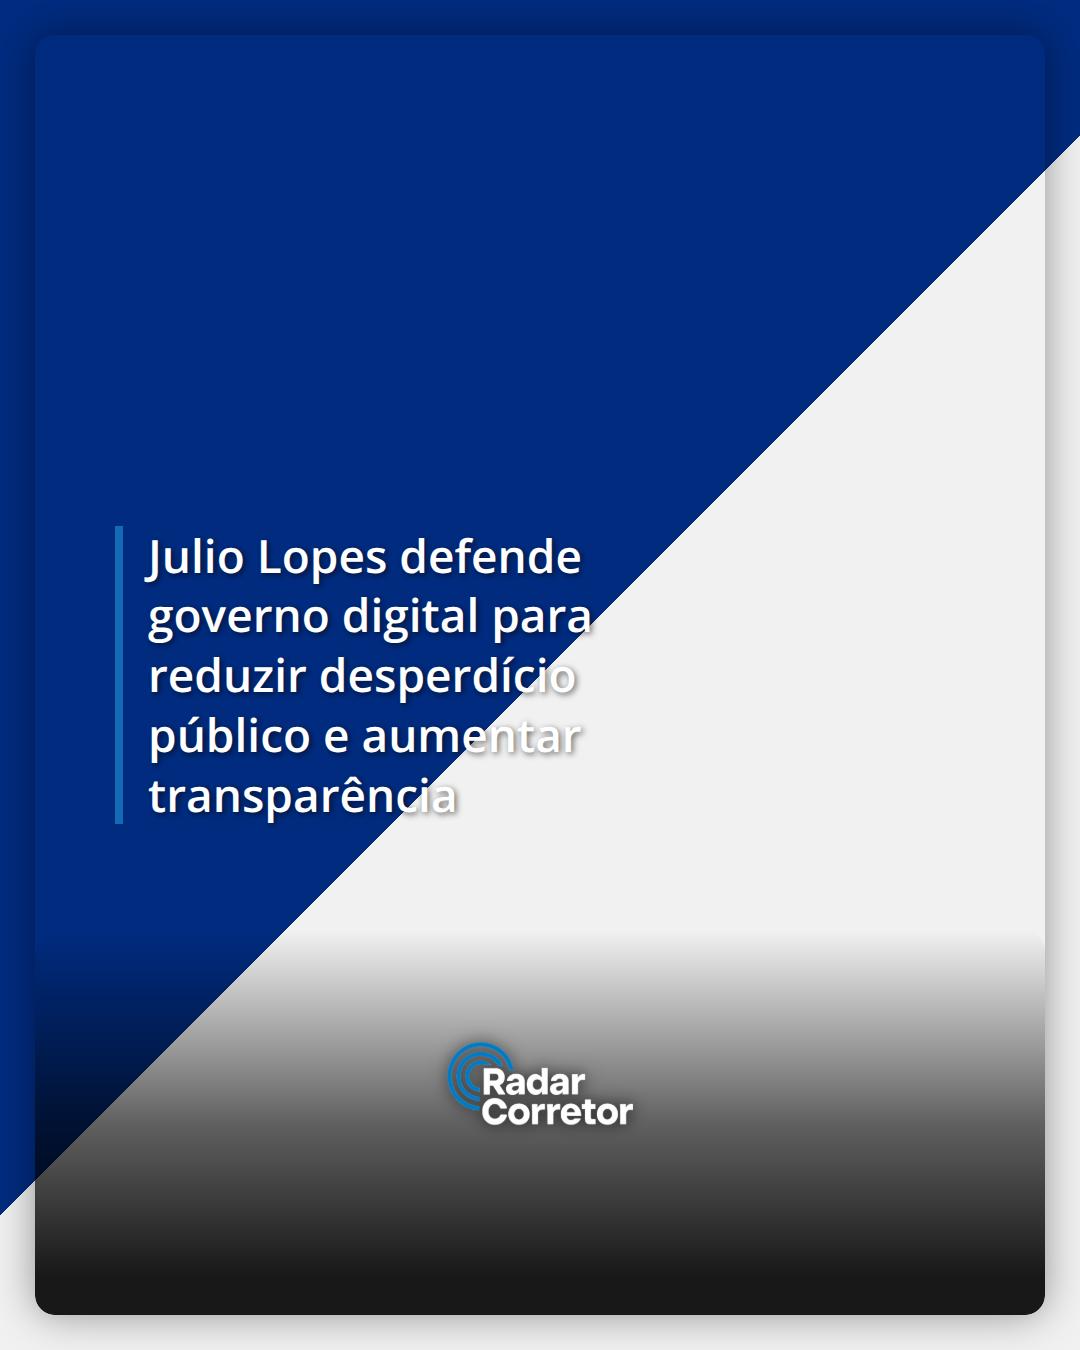 Julio Lopes defende
governo digital para
reduzir desperdício
público e aumentar
transparência
Radar
Corretor